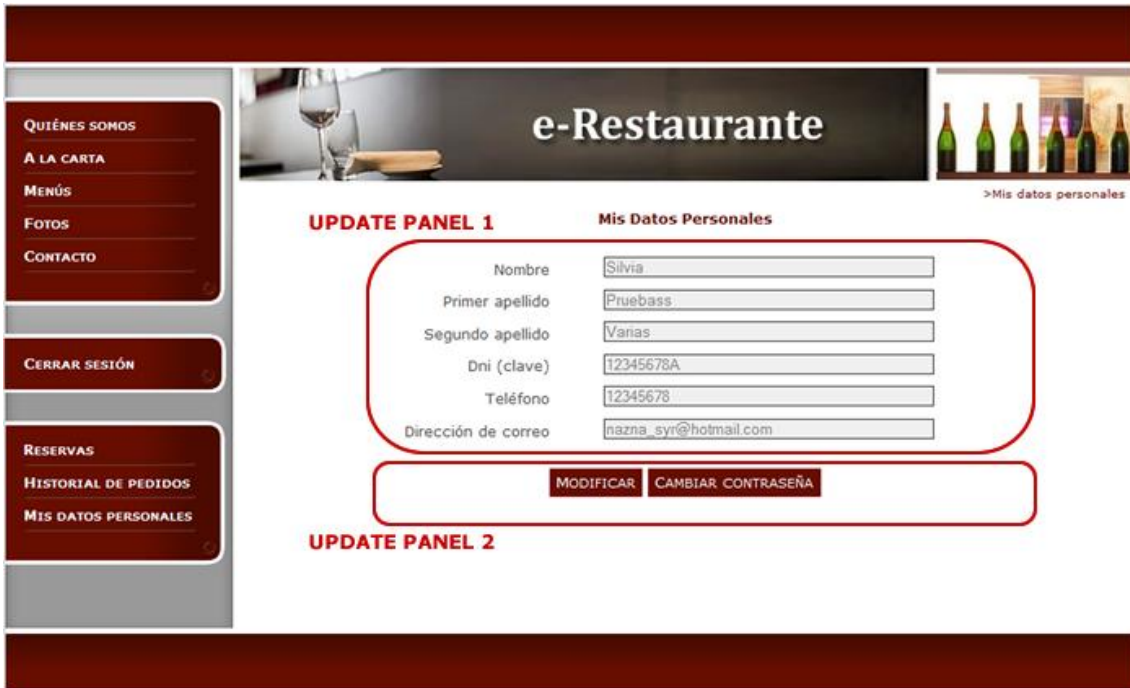 QUIÉNES SOMOS
A LA CARTA
MENÚS
FOTOS
CONTACTO
CERRAR SESIÓN
RESERVAS
HISTORIAL DE PEDIDOS
MIS DATOS PERSONALES
e-Restaurante
>Mis datos personales
UPDATE PANEL 1
Mis Datos Personales
Nombre Silvia
Primer apellido Pruebass
Segundo apellido Varias
Dni (clave) 12345678A
Teléfono 12345678
Dirección de correo nazna_syr@hotmail.com
MODIFICAR CAMBIAR CONTRASEÑA
UPDATE PANEL 2